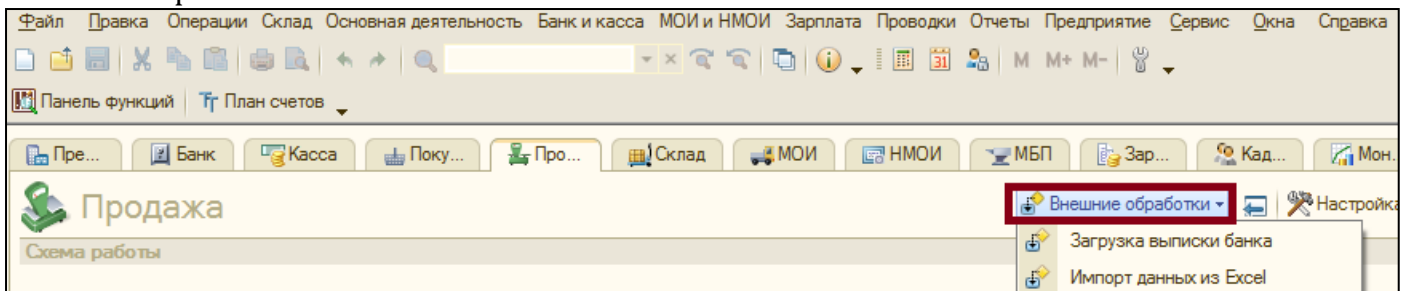 Файл Правка Операции Склад Основная деятельность Банк и касса МОИ и НМОИ Зарплата Проводки Отчеты Предприятие Сервис Окна Справка
31 M M+ M-
Панель функций Тт План счетов
Пре... Банк Касса Поку... Про... Склад МОИ НМОИ МБП Зар... Кад... Мон.
Продажа Внешние обработки Настройка
Схема работы Загрузка выписки банка
Импорт данных из Excel